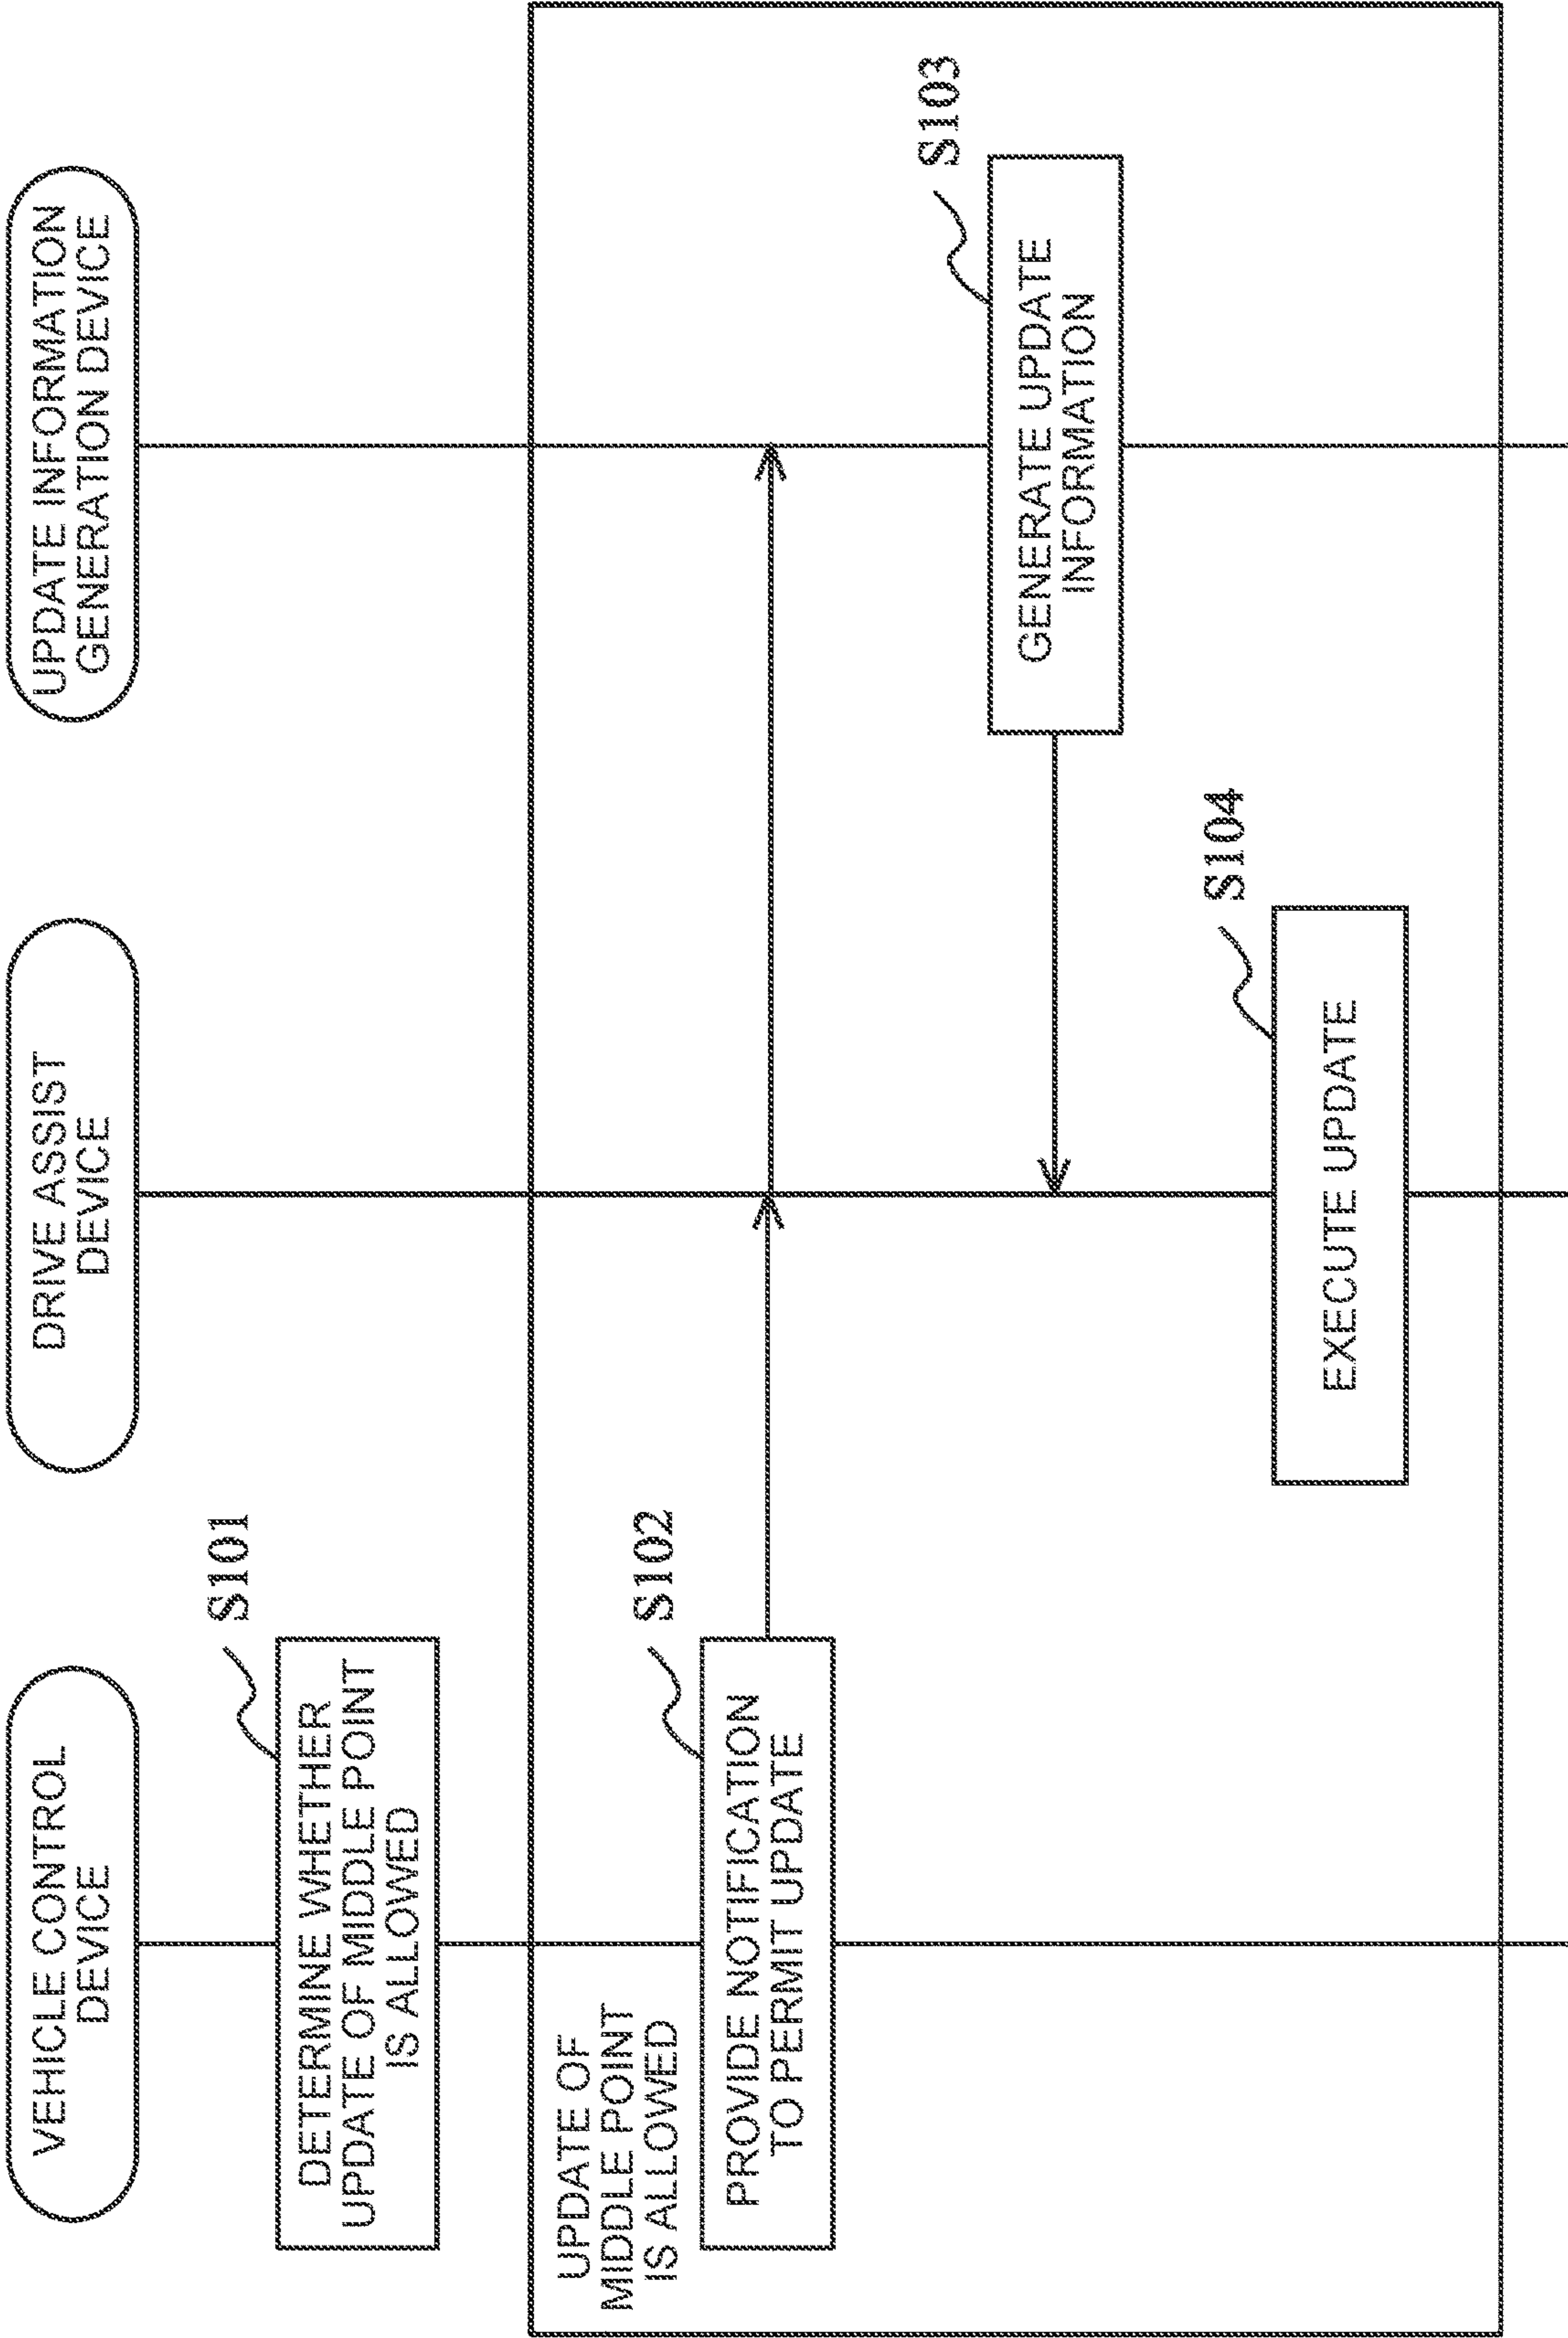 VEHICLE CONTROL
DEVICE
DRIVE ASSIST
DEVICE
UPDATE INFORMATION
GENERATION DEVICE
S101
DETERMINE WHETHER
UPDATE OF MIDDLE POINT
IS ALLOWED
UPDATE OF
MIDDLE POINT
IS ALLOWED
S102
PROVIDE NOTIFICATION
TO PERMIT UPDATE
S103
GENERATE UPDATE
INFORMATION
S104
EXECUTE UPDATE